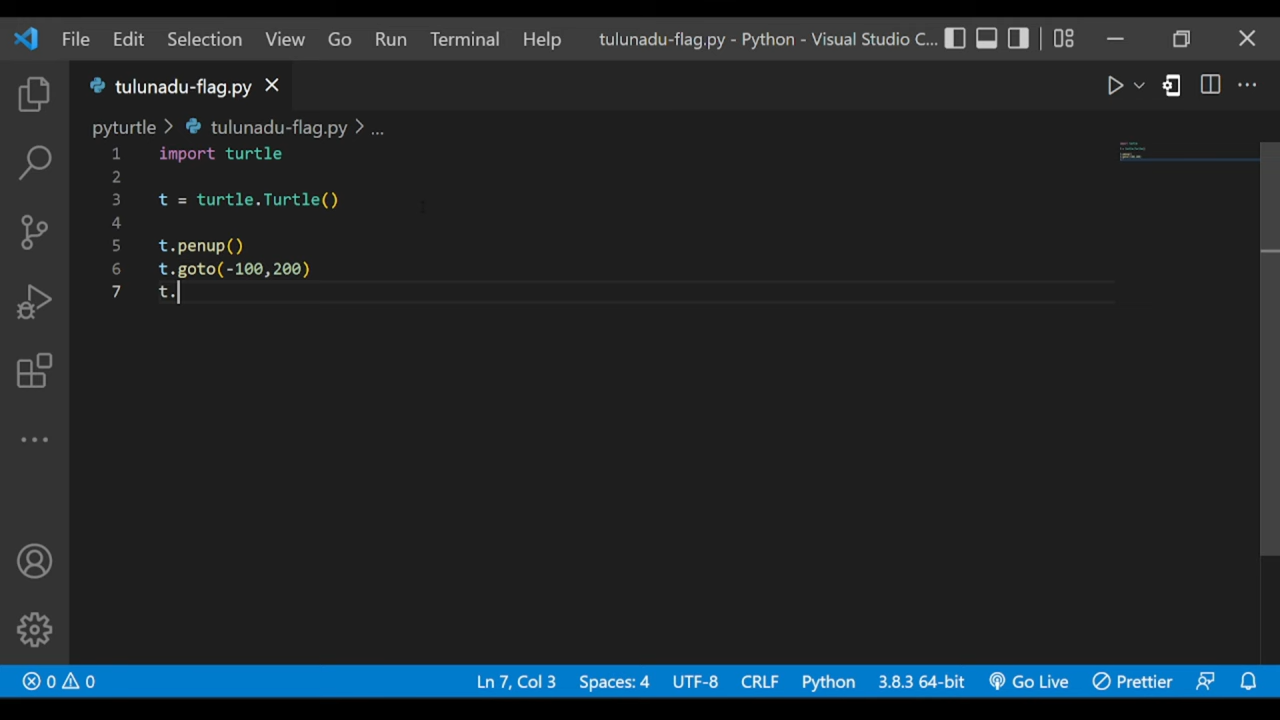 File Edit Selection View Go Run Terminal Help tulunadu-flag.py - Python - Visual Studio C...
tulunadu-flag.py
pyturtle > tulunadu-flag.py > ...
1 import turtle
2
3 t = turtle.Turtle()
4
5 t.penup()
6 t.goto(-100,200)
7 t.
0 0 Ln 7, Col 3 Spaces: 4 UTF-8 CRLF Python 3.8.3 64-bit Go Live Prettier